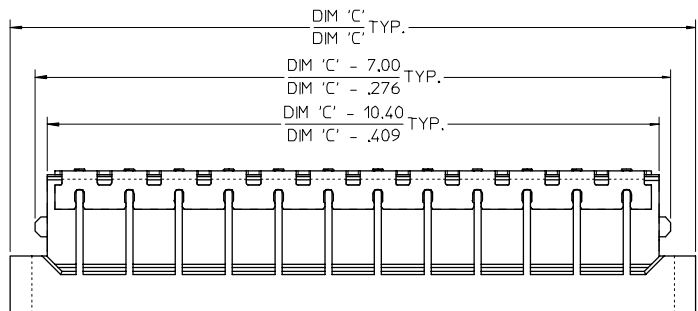 DIM 'C'
DIM 'C' TYP.
DIM 'C' - 7.00
DIM 'C' - .276 TYP.
DIM 'C' - 10.40
DIM 'C' - .409 TYP.